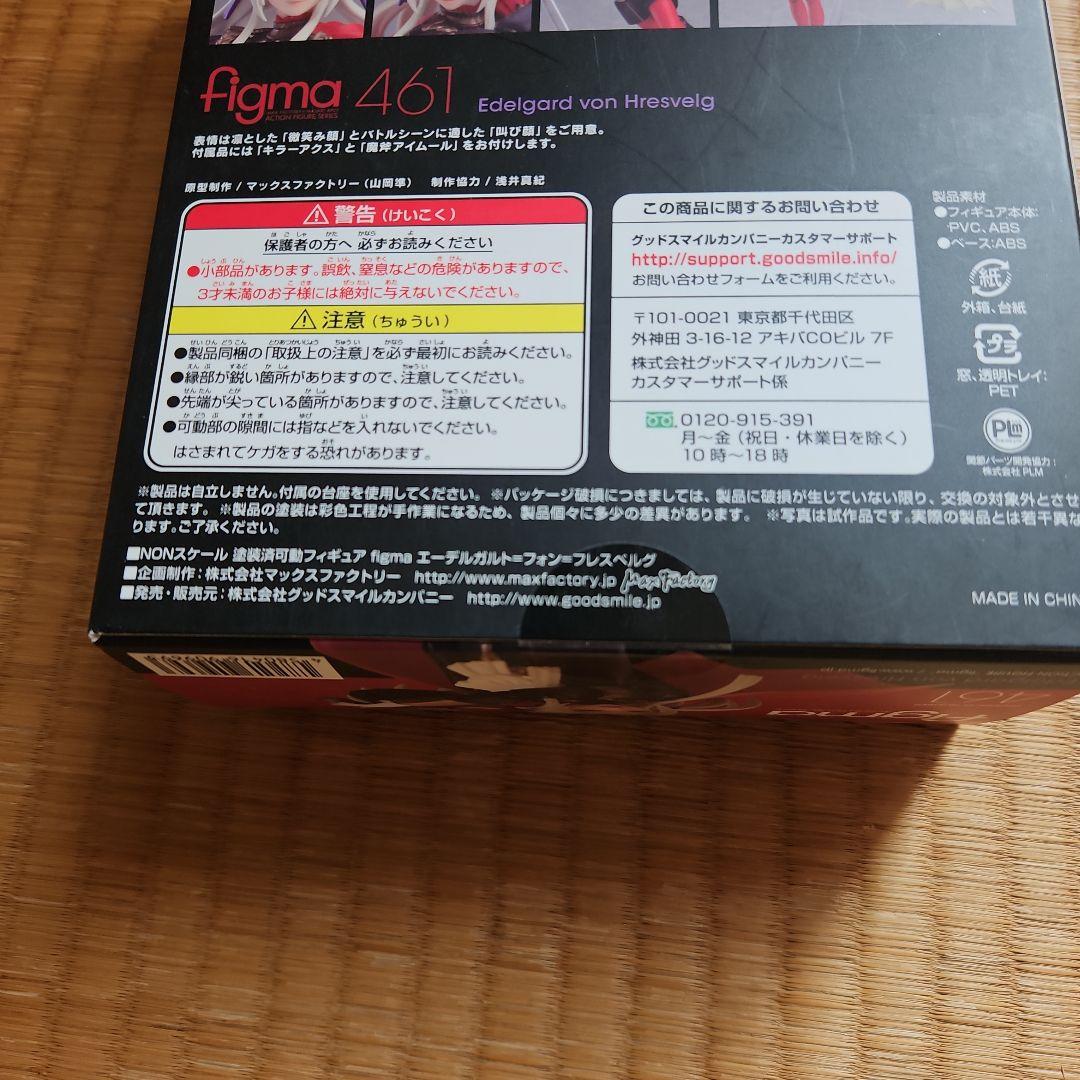 figma 461 Edelgard von Hresvelg
ACTION FIGURE SERIES
表情は凛とした「微笑み顔」とバトルシーンに適した「叫び顔」をご用意。
付属品には「キラーアクス」と「魔斧アイムール」をお付けします。
原型制作 / マックスファクトリー（山岡準） 制作協力 / 浅井真紀
警告（けいこく）
保護者の方へ 必ずお読みください
●小部品があります。誤飲、窒息などの危険がありますので、
3才未満のお子様には絶対に与えないでください。
注意（ちゅうい）
●製品同梱の「取扱上の注意」を必ず最初にお読みください。
●縁部が鋭い箇所がありますので、注意してください。
●先端が尖っている箇所がありますので、注意してください。
●可動部の隙間には指などを入れないでください。
はさまれてケガをする恐れがあります。
この商品に関するお問い合わせ
グッドスマイルカンパニーカスタマーサポート
http://support.goodsmile.info/
お問い合わせフォームをご利用ください。
〒101-0021 東京都千代田区
外神田 3-16-12 アキバCOビル 7F
株式会社グッドスマイルカンパニー
カスタマーサポート係
0120-915-391
月～金（祝日・休業日を除く）
10時～18時
製品素材
●フィギュア本体:
PVC、ABS
●ベース:ABS
紙
外箱、台紙
プラ
窓、透明トレイ:
PET
PLM
関節パーツ開発協力：
株式会社 PLM
※製品は自立しません。付属の台座を使用してください。 ※パッケージ破損につきましては、製品に破損が生じていない限り、交換の対象外とさせ
て頂きます。 ※製品の塗装は彩色工程が手作業になるため、製品個々に多少の差異があります。 ※写真は試作品です。実際の製品とは若干異な
ります。ご了承ください。
■NONスケール 塗装済可動フィギュア figma エーデルガルト=フォン=フレスベルグ
■企画制作：株式会社マックスファクトリー http://www.maxfactory.jp Max Factory
■発売・販売元：株式会社グッドスマイルカンパニー http://www.goodsmile.jp
MADE IN CHIN
figma
461